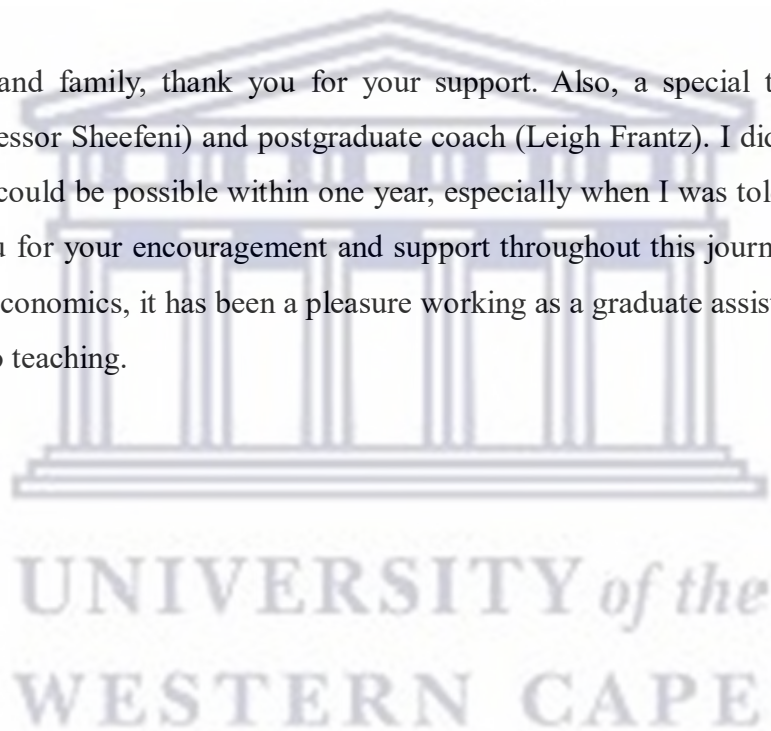 and family, thank you for your support. Also, a special t
essor Sheefeni) and postgraduate coach (Leigh Frantz). I did
could be possible within one year, especially when I was tol
u for your encouragement and support throughout this journ
conomics, it has been a pleasure working as a graduate assis
o teaching.
UNIVERSITY of the
WESTERN CAPE